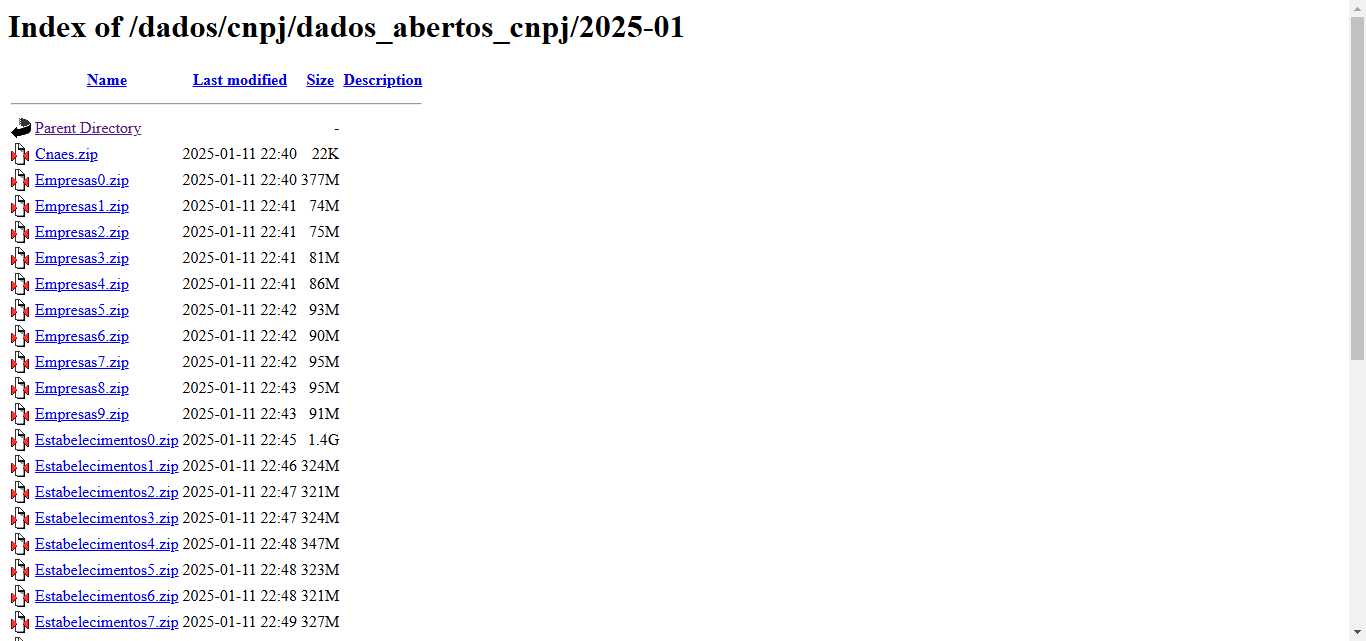 Index of /dados/cnpj/dados_abertos_cnpj/2025-01
Name Last modified Size Description
Parent Directory -
Cnaes.zip 2025-01-11 22:40 22K
Empresas0.zip 2025-01-11 22:40 377M
Empresas1.zip 2025-01-11 22:41 74M
Empresas2.zip 2025-01-11 22:41 75M
Empresas3.zip 2025-01-11 22:41 81M
Empresas4.zip 2025-01-11 22:41 86M
Empresas5.zip 2025-01-11 22:42 93M
Empresas6.zip 2025-01-11 22:42 90M
Empresas7.zip 2025-01-11 22:42 95M
Empresas8.zip 2025-01-11 22:43 95M
Empresas9.zip 2025-01-11 22:43 91M
Estabelecimentos0.zip 2025-01-11 22:45 1.4G
Estabelecimentos1.zip 2025-01-11 22:46 324M
Estabelecimentos2.zip 2025-01-11 22:47 321M
Estabelecimentos3.zip 2025-01-11 22:47 324M
Estabelecimentos4.zip 2025-01-11 22:48 347M
Estabelecimentos5.zip 2025-01-11 22:48 323M
Estabelecimentos6.zip 2025-01-11 22:48 321M
Estabelecimentos7.zip 2025-01-11 22:49 327M